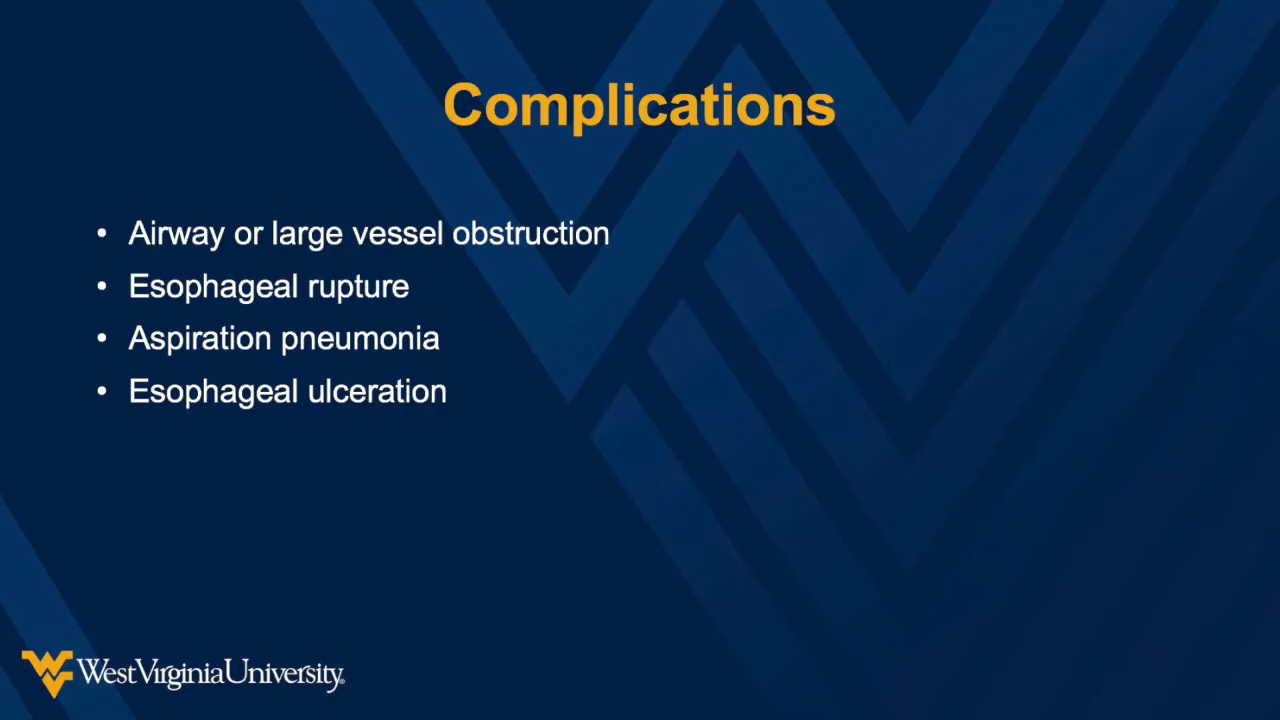 Complications
• Airway or large vessel obstruction
• Esophageal rupture
• Aspiration pneumonia
• Esophageal ulceration
WestVirginiaUniversity®